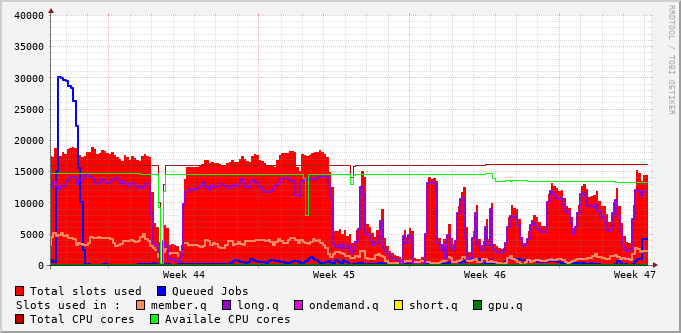 40000
35000
30000
25000
20000
15000
10000
5000
0
Week 44 Week 45 Week 46 Week 47
RRDTOOL / TOBI OETIKER
Total slots used Queued Jobs
Slots used in : member.q long.q ondemand.q short.q gpu.q
Total CPU cores Availale CPU cores